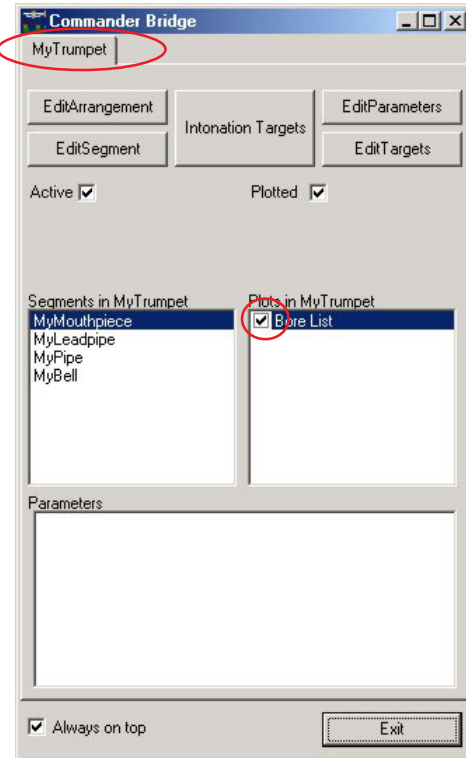 Commander Bridge
MyTrumpet
EditArrangement
Intonation Targets
EditParameters
EditSegment
EditTargets
Active
Plotted
Segments in MyTrumpet
Plots in MyTrumpet
MyMouthpiece
MyLeadpipe
MyPipe
MyBell
Bore List
Parameters
Always on top
Exit